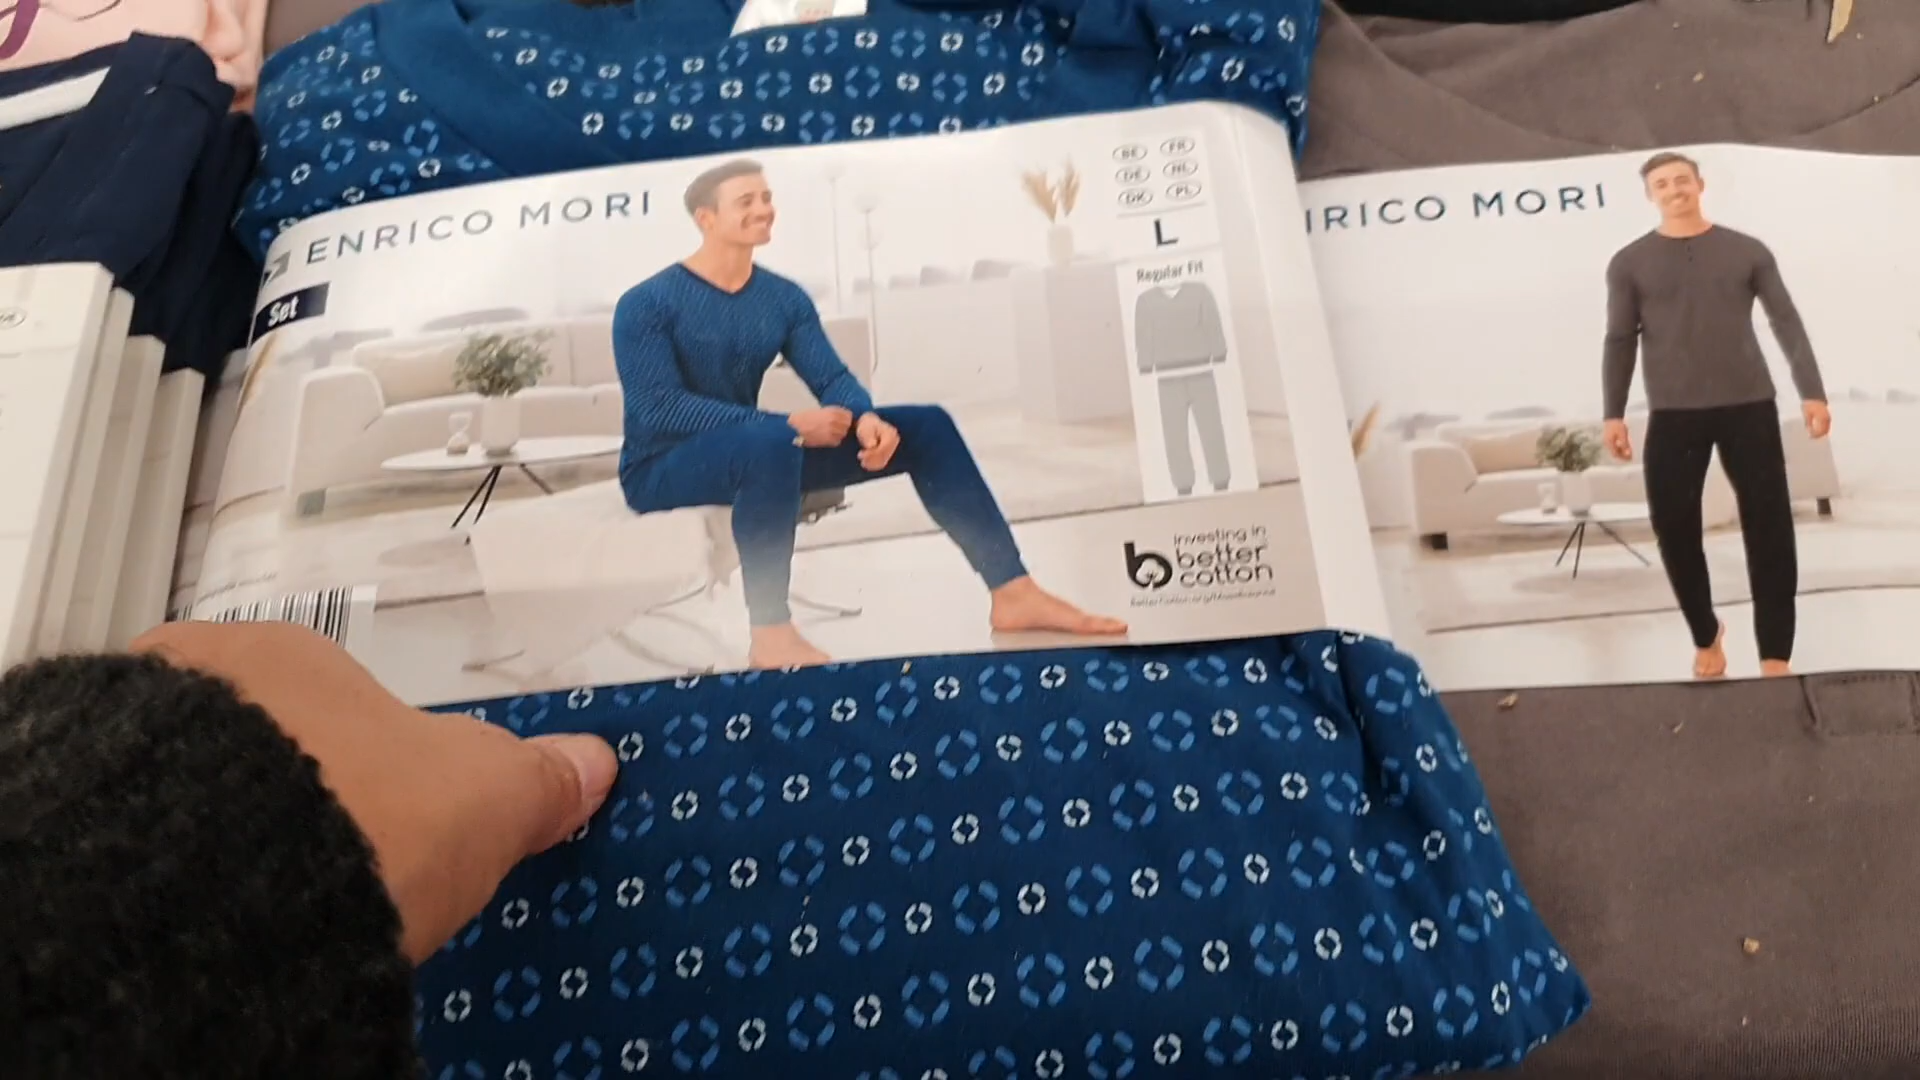 ENRICO MORI
Set
BE FR
DE NL
DK PL
L
Regular Fit
investing in
better
cotton
IRICO MORI